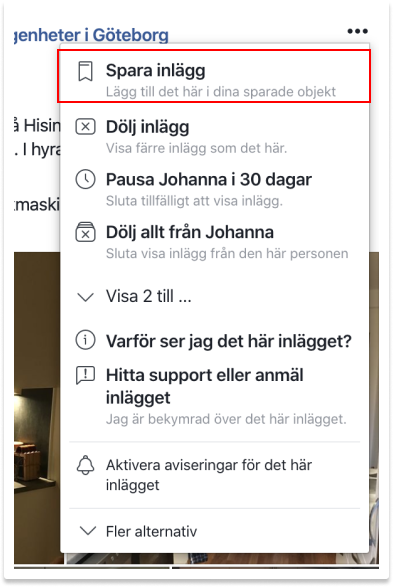 genheter i Göteborg
Spara inlägg
Lägg till det här i dina sparade objekt
å Hisin
Dölj inlägg
. I hyra
Visa färre inlägg som det här.
Pausa Johanna i 30 dagar
kmaski
Sluta tillfälligt att visa inlägg.
Dölj allt från Johanna
Sluta visa inlägg från den här personen
Visa 2 till ...
Varför ser jag det här inlägget?
Hitta support eller anmäl
inlägget
Jag är bekymrad över det här inlägget.
Aktivera aviseringar för det här
inlägget
Fler alternativ